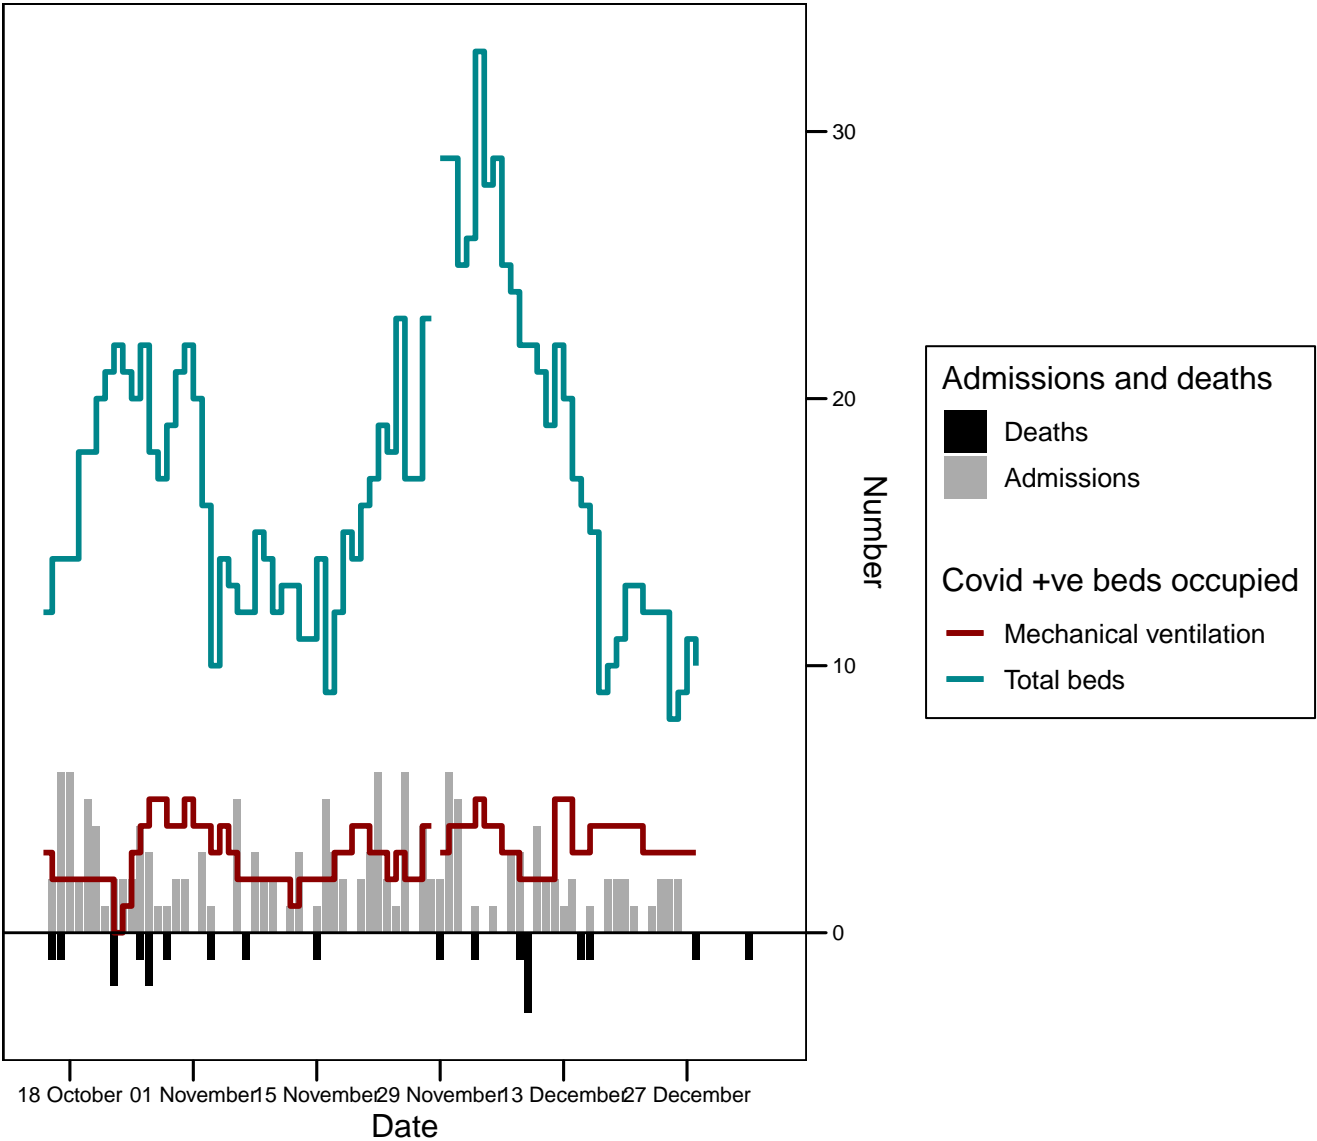 30
20
10
0
Number
18 October 01 November 15 November 29 November 13 December 27 December
Date
Admissions and deaths
Deaths
Admissions
Covid +ve beds occupied
Mechanical ventilation
Total beds